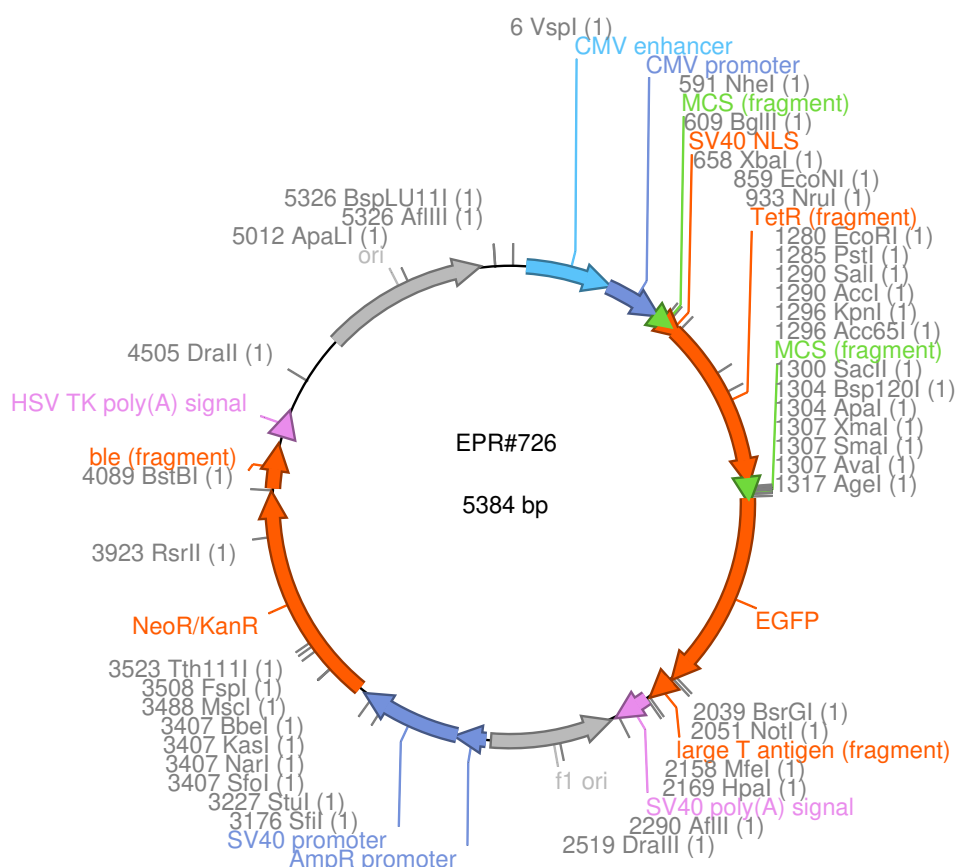 6 VspI (1)
CMV enhancer
CMV promoter
591 NheI (1)
MCS (fragment)
609 BglII (1)
SV40 NLS
658 XbaI (1)
859 EcoNI (1)
933 NruI (1)
TetR (fragment)
1280 EcoRI (1)
1285 PstI (1)
1290 SalI (1)
1290 AccI (1)
1296 KpnI (1)
1296 Acc65I (1)
MCS (fragment)
1300 SacII (1)
1304 Bsp120I (1)
1304 ApaI (1)
1307 XmaI (1)
1307 SmaI (1)
1307 AvaI (1)
1317 AgeI (1)
EGFP
2039 BsrGI (1)
2051 NotI (1)
large T antigen (fragment)
2158 MfeI (1)
2169 HpaI (1)
SV40 poly(A) signal
2290 AflII (1)
2519 DraIII (1)
f1 ori
AmpR promoter
SV40 promoter
3176 SfiI (1)
3227 StuI (1)
3407 SfoI (1)
3407 NarI (1)
3407 KasI (1)
3407 BbeI (1)
3488 MscI (1)
3508 FspI (1)
3523 Tth111I (1)
NeoR/KanR
3923 RsrII (1)
4089 BstBI (1)
ble (fragment)
HSV TK poly(A) signal
4505 DraII (1)
ori
5012 ApaLI (1)
5326 AflIII (1)
5326 BspLU11I (1)
EPR#726
5384 bp